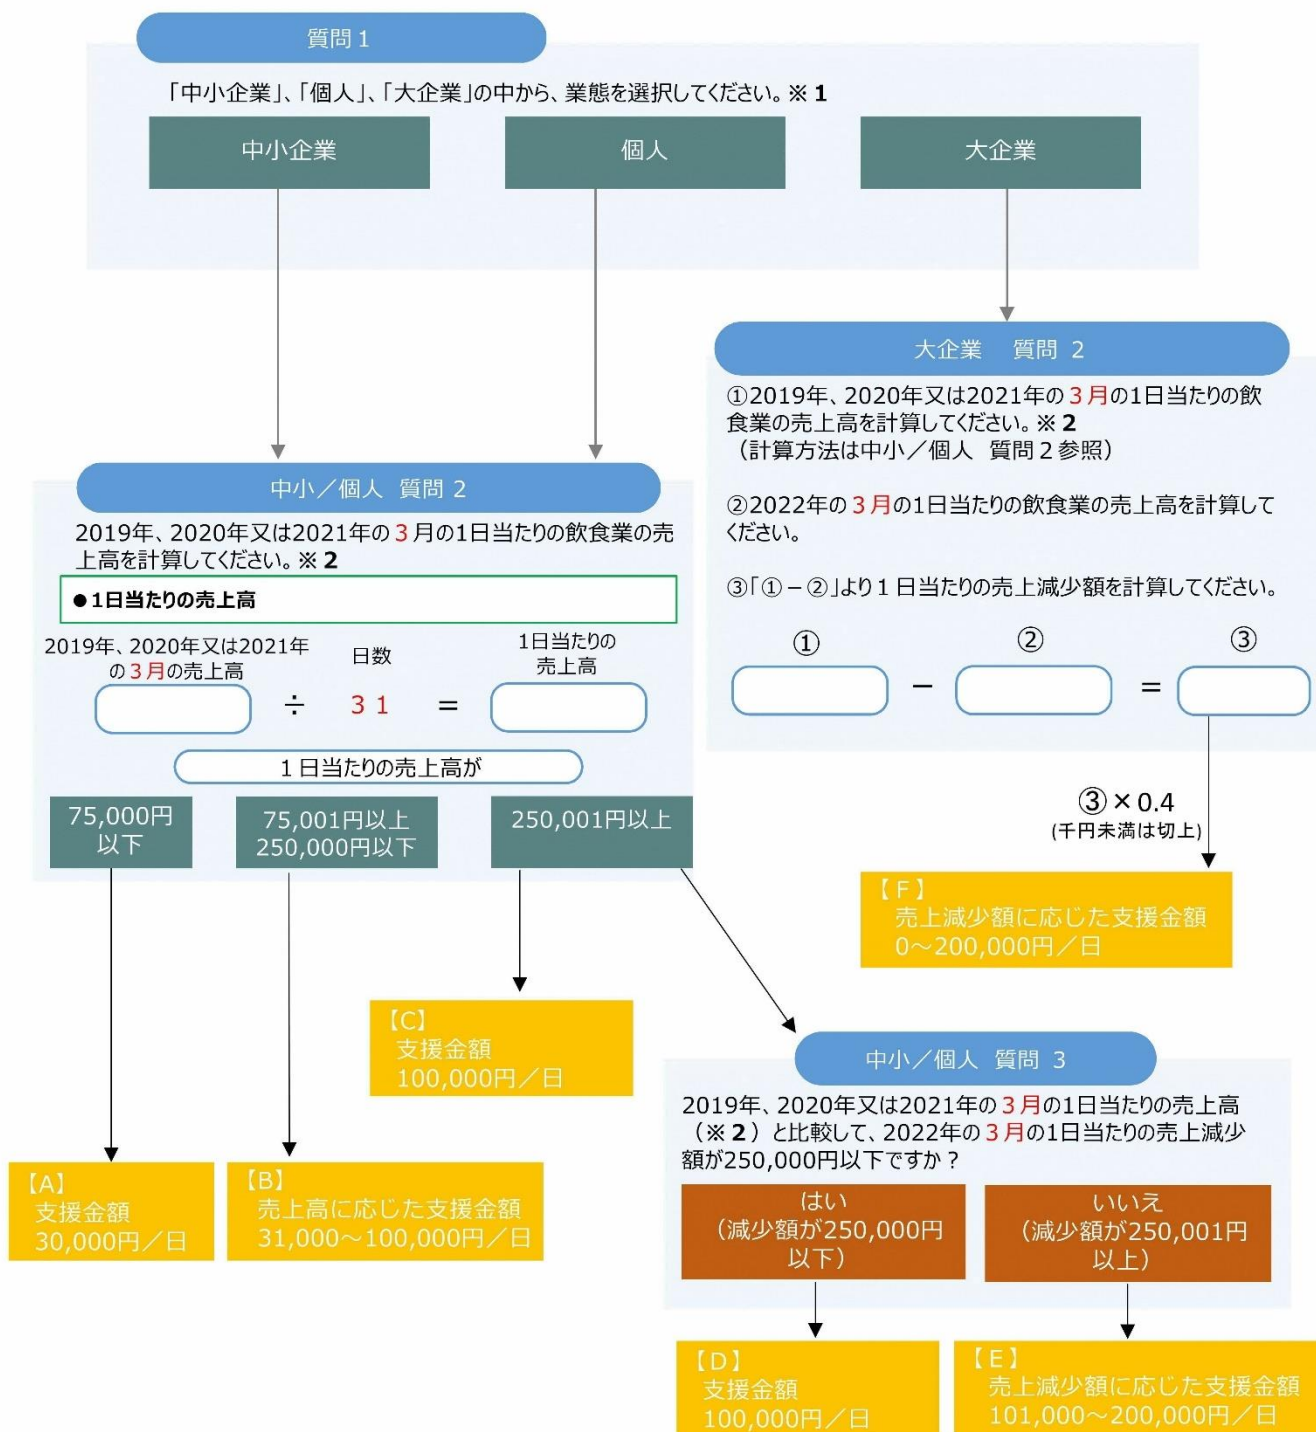 質問１
「中小企業」、「個人」、「大企業」の中から、業態を選択してください。※１
中小企業
個人
大企業
大企業　質問 2
①2019年、2020年又は2021年の３月の1日当たりの飲
食業の売上高を計算してください。※２
（計算方法は中小／個人 質問２参照）
②2022年の３月の1日当たりの飲食業の売上高を計算して
ください。
③「①－②」より１日当たりの売上減少額を計算してください。
①
②
③
－
＝
③×0.4
(千円未満は切上)
【Ｆ】
売上減少額に応じた支援金額
0～200,000円／日
中小／個人 質問 2
2019年、2020年又は2021年の３月の1日当たりの飲食業の売
上高を計算してください。※２
●1日当たりの売上高
2019年、2020年又は2021年
の３月の売上高
÷
日数
３１
＝
1日当たりの
売上高
１日当たりの売上高が
75,000円
以下
75,001円以上
250,000円以下
250,001円以上
【A】
支援金額
30,000円／日
【B】
売上高に応じた支援金額
31,000～100,000円／日
【C】
支援金額
100,000円／日
中小／個人 質問 3
2019年、2020年又は2021年の３月の1日当たりの売上高
（※２）と比較して、2022年の３月の1日当たりの売上減少
額が250,000円以下ですか？
はい
（減少額が250,000円
以下）
いいえ
（減少額が250,001円
以上）
【D】
支援金額
100,000円／日
【Ｅ】
売上減少額に応じた支援金額
101,000～200,000円／日